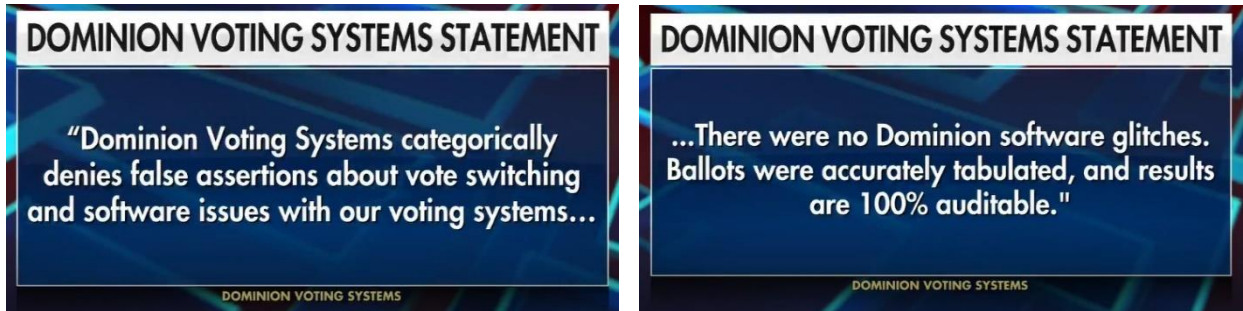 DOMINION VOTING SYSTEMS STATEMENT
“Dominion Voting Systems categorically
denies false assertions about vote switching
and software issues with our voting systems...
DOMINION VOTING SYSTEMS
DOMINION VOTING SYSTEMS STATEMENT
...There were no Dominion software glitches.
Ballots were accurately tabulated, and results
are 100% auditable."
DOMINION VOTING SYSTEMS